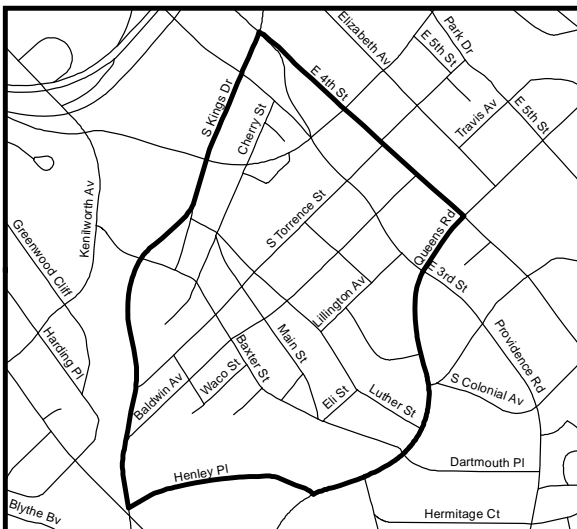 Elizabeth Av
Park Dr
E 5th St
E 4th St
S Kings Dr
Cherry St
Travis Av
E 5th St
Kenilworth Av
Greenwood Cliff
S Torrence St
Queens Rd
E 3rd St
Harding Pl
Lillington Av
Providence Rd
Main St
Baxter St
Waco St
Baldwin Av
Eli St
Luther St
S Colonial Av
Henley Pl
Dartmouth Pl
Blythe Bv
Hermitage Ct